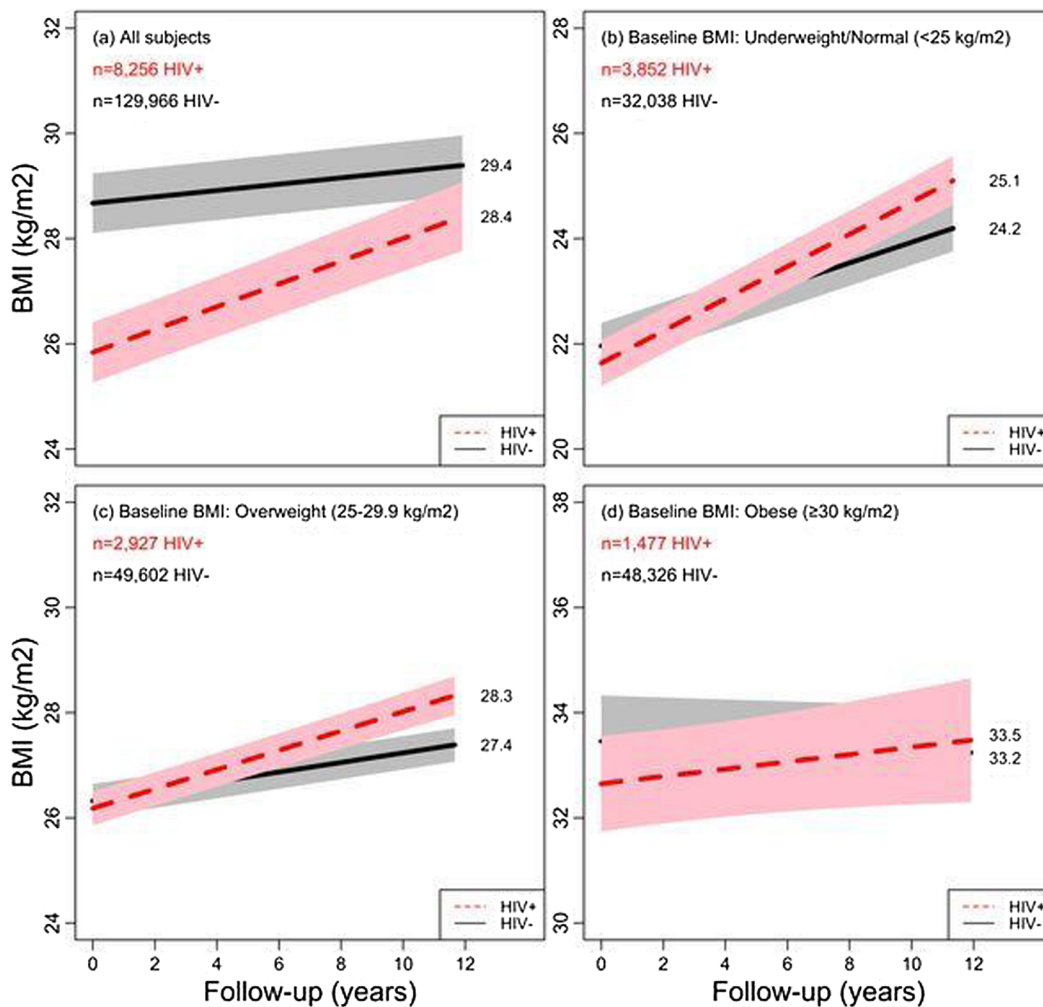 (a) All subjects
n=8,256 HIV+
n=129,966 HIV-
29.4
28.4
32
30
28
26
24
BMI (kg/m2)
HIV+
HIV-
(b) Baseline BMI: Underweight/Normal (<25 kg/m2)
n=3,852 HIV+
n=32,038 HIV-
25.1
24.2
28
26
24
22
20
HIV+
HIV-
(c) Baseline BMI: Overweight (25-29.9 kg/m2)
n=2,927 HIV+
n=49,602 HIV-
28.3
27.4
32
30
28
26
24
BMI (kg/m2)
HIV+
HIV-
0 2 4 6 8 10 12
Follow-up (years)
(d) Baseline BMI: Obese (≥30 kg/m2)
n=1,477 HIV+
n=48,326 HIV-
33.5
33.2
38
36
34
32
30
HIV+
HIV-
0 2 4 6 8 10 12
Follow-up (years)